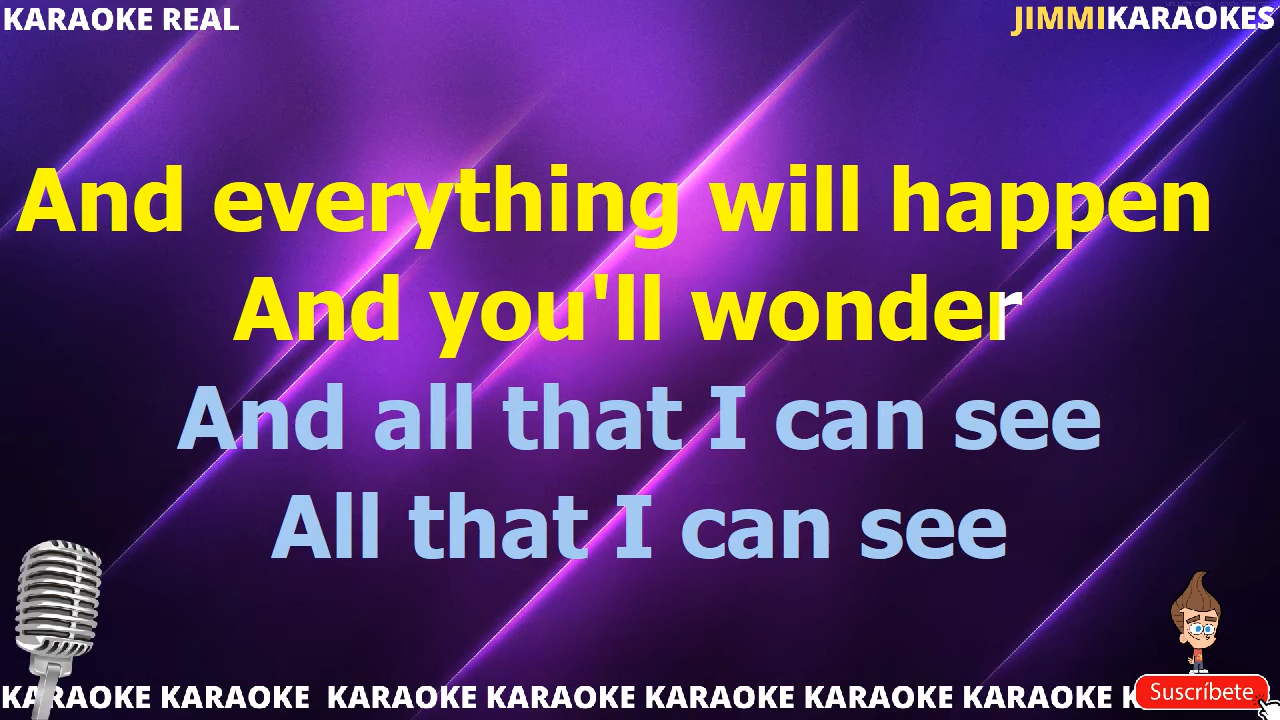 KARAOKE REAL
JIMMIKARAOKES
And everything will happen
And you'll wonder
And all that I can see
All that I can see
KARAOKE KARAOKE KARAOKE KARAOKE KARAOKE KARAOKE KARAOKE
Suscríbete